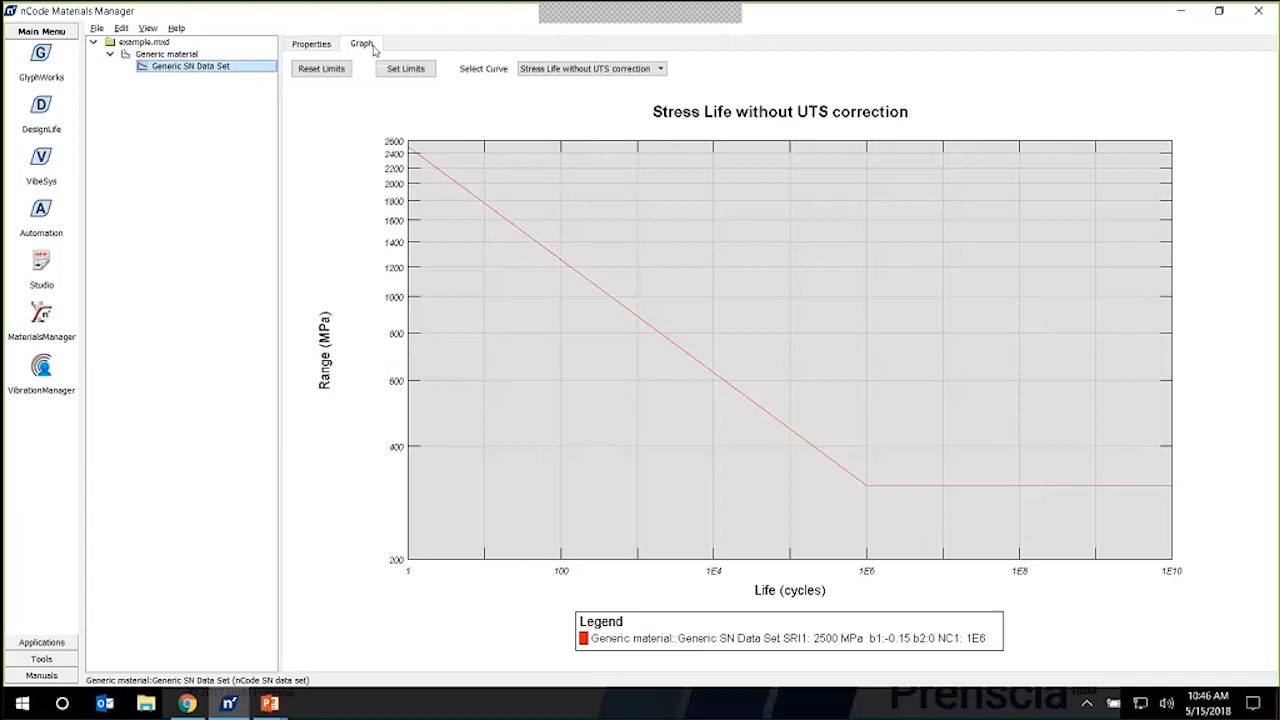 nCode Materials Manager
Main Menu
File Edit View Help
example.mxd
Generic material
Generic SN Data Set
GlyphWorks
DesignLife
VibeSys
Automation
Studio
MaterialsManager
VibrationManager
Applications
Tools
Manuals
Properties Graph
Reset Limits Set Limits Select Curve Stress Life without UTS correction
Stress Life without UTS correction
2600
2400
2200
2000
1800
1600
1400
1200
1000
800
600
400
200
Range (MPa)
1 100 1E4 1E6 1E8 1E10
Life (cycles)
Legend
Generic material::Generic SN Data Set SRI1: 2500 MPa b1:-0.15 b2:0 NC1: 1E6
Generic material:Generic SN Data Set (nCode SN data set)
Prenscia
10:46 AM
5/15/2018